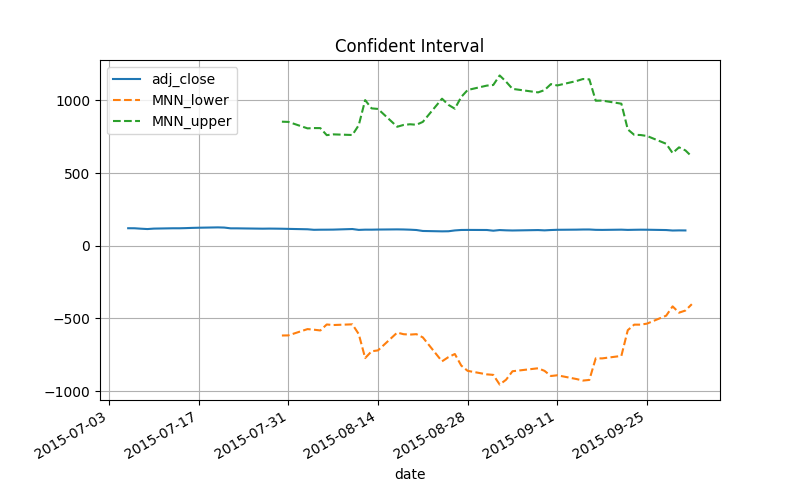 Confident Interval
adj_close
MNN_lower
MNN_upper
1000
500
0
−500
−1000
2015-07-03
2015-07-17
2015-07-31
2015-08-14
2015-08-28
2015-09-11
2015-09-25
date